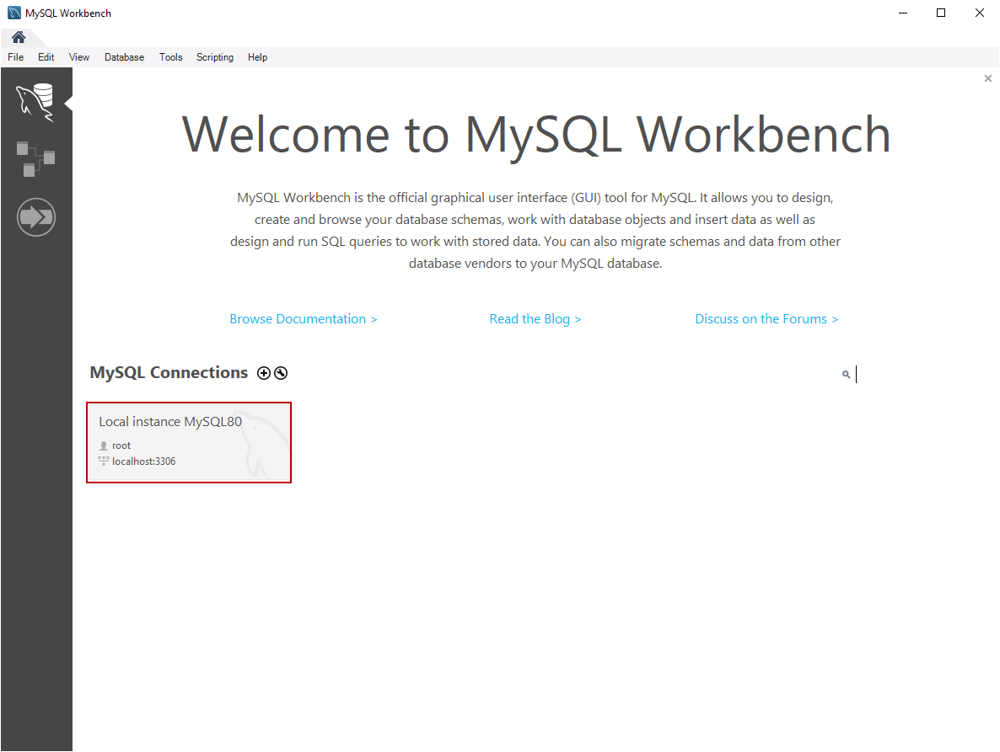 MySQL Workbench
File Edit View Database Tools Scripting Help
Welcome to MySQL Workbench
MySQL Workbench is the official graphical user interface (GUI) tool for MySQL. It allows you to design,
create and browse your database schemas, work with database objects and insert data as well as
design and run SQL queries to work with stored data. You can also migrate schemas and data from other
database vendors to your MySQL database.
Browse Documentation > Read the Blog > Discuss on the Forums >
MySQL Connections
Local instance MySQL80
root
localhost:3306